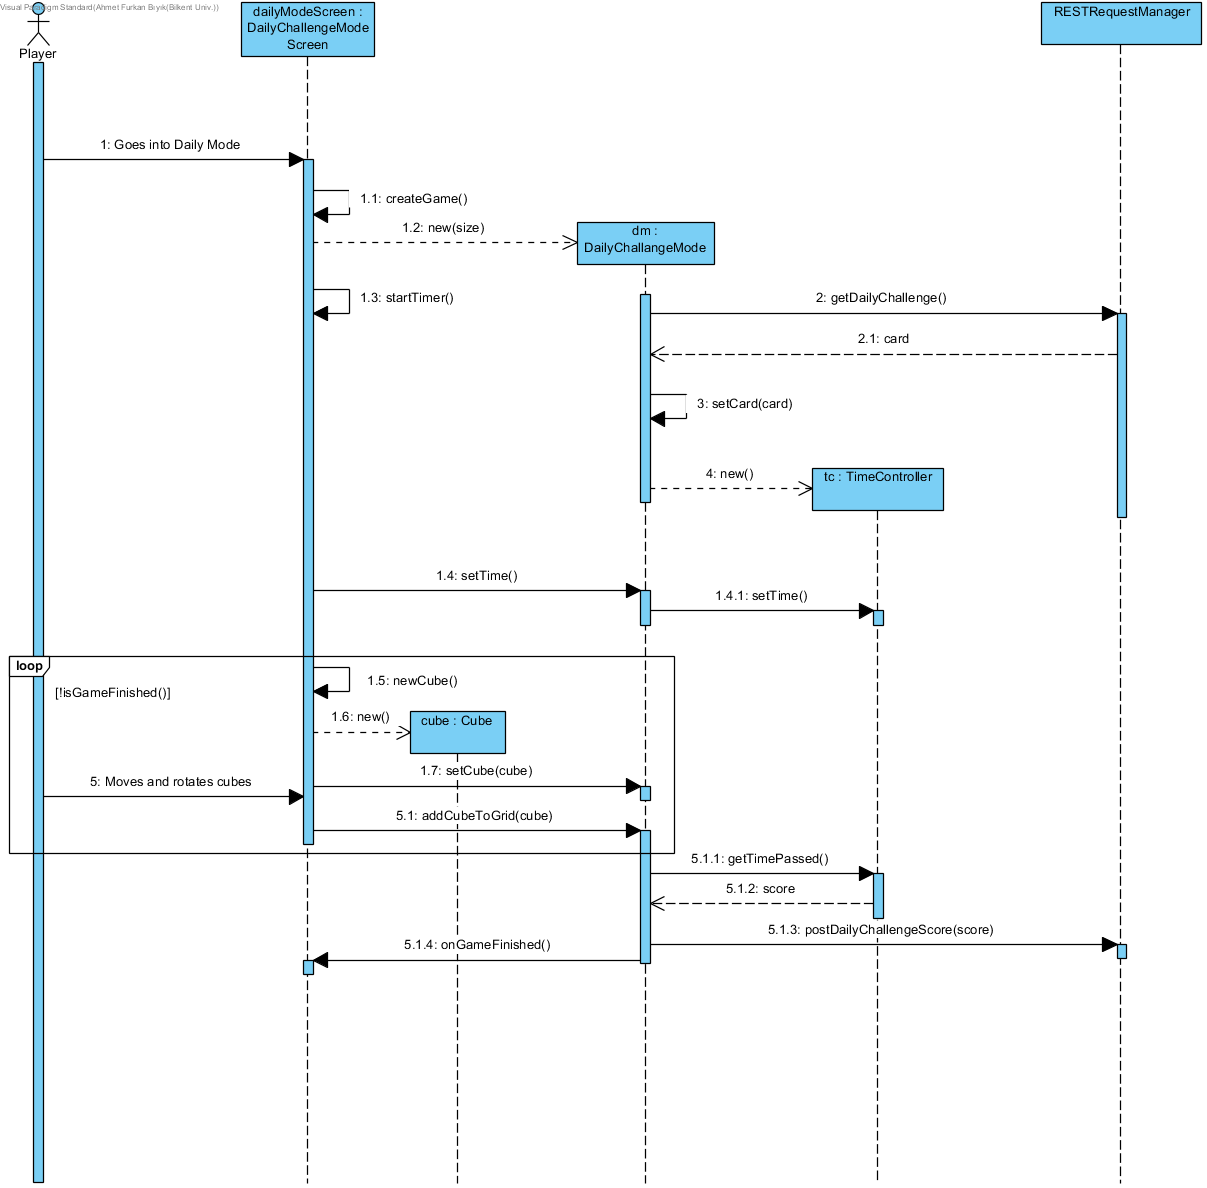 Visual Paradigm Standard(Ahmet Furkan Bıyık(Bilkent Univ.))
Player
dailyModeScreen :
DailyChallengeMode
Screen
RESTRequestManager
1: Goes into Daily Mode
1.1: createGame()
1.2: new(size)
dm :
DailyChallangeMode
1.3: startTimer()
2: getDailyChallenge()
2.1: card
3: setCard(card)
4: new()
tc : TimeController
1.4: setTime()
1.4.1: setTime()
loop
[!isGameFinished()]
1.5: newCube()
1.6: new()
cube : Cube
1.7: setCube(cube)
5: Moves and rotates cubes
5.1: addCubeToGrid(cube)
5.1.1: getTimePassed()
5.1.2: score
5.1.3: postDailyChallengeScore(score)
5.1.4: onGameFinished()